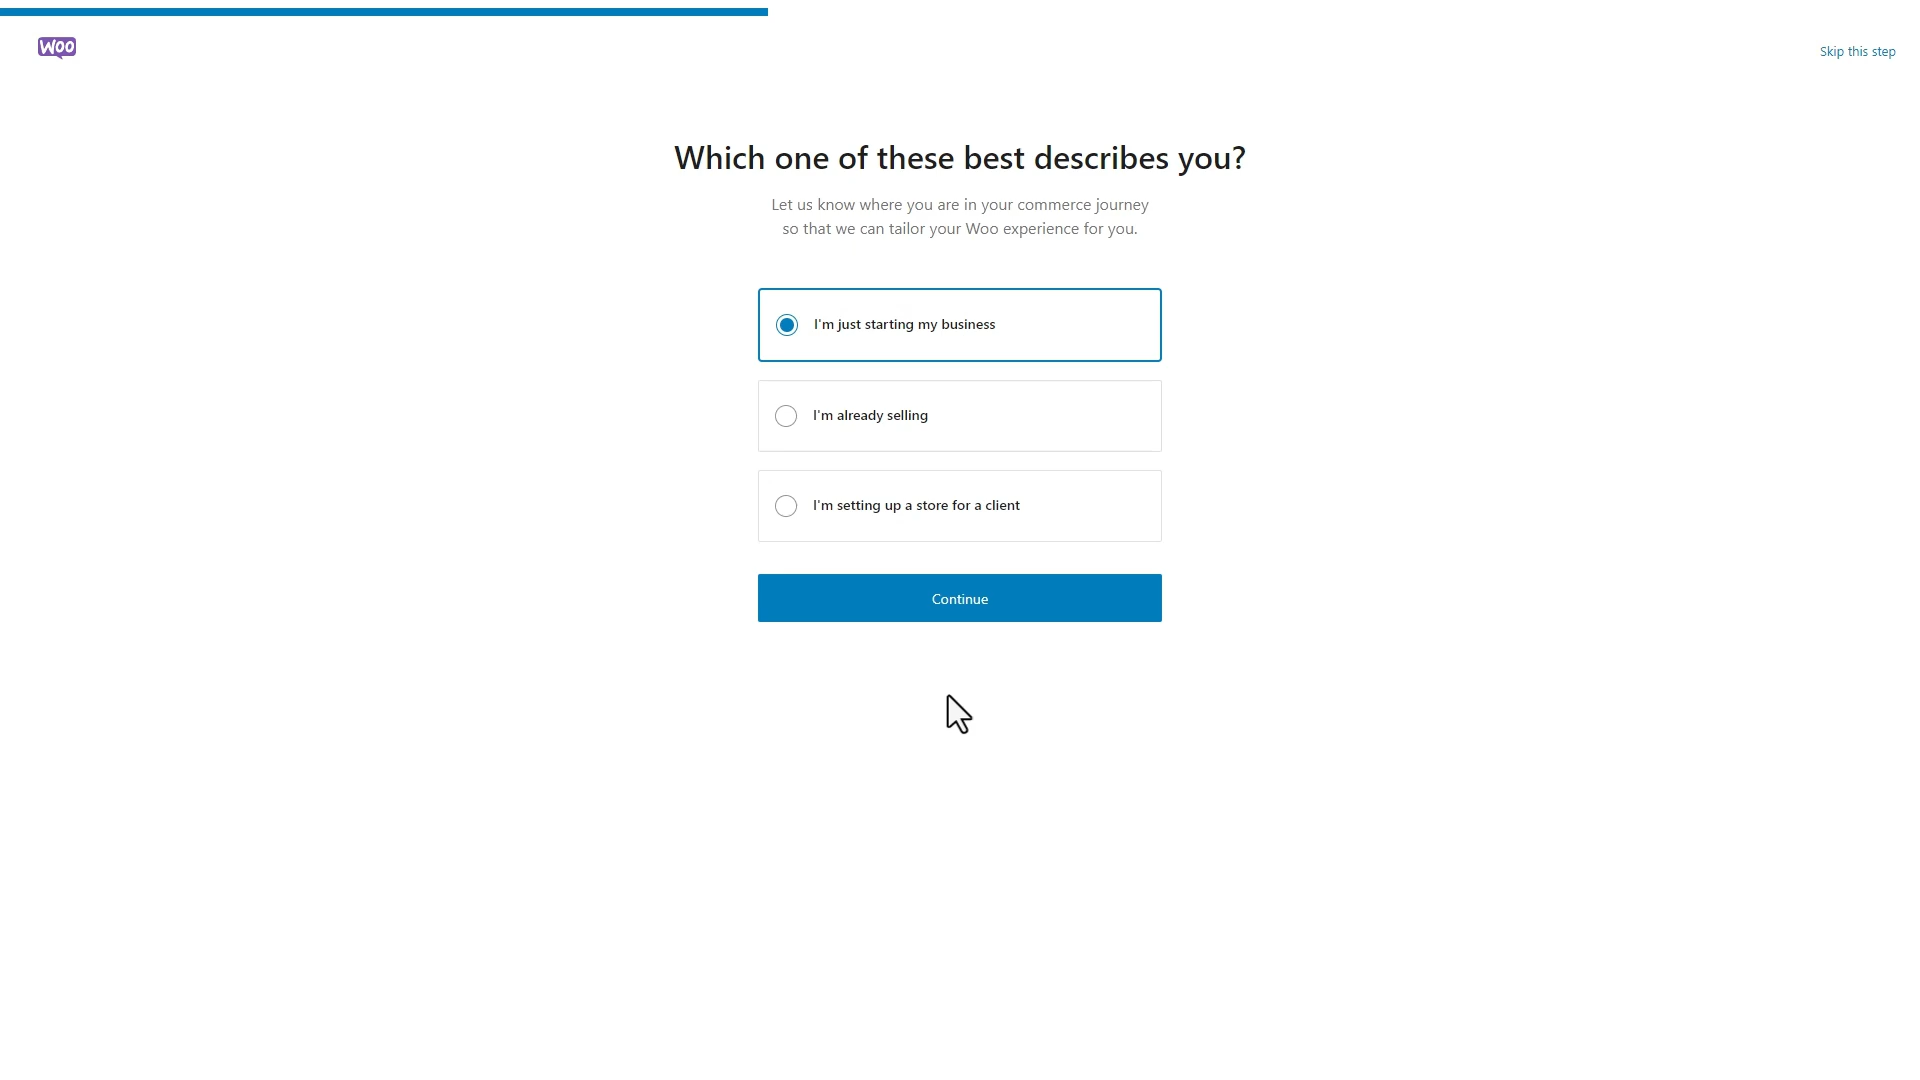 Woo
Skip this step
Which one of these best describes you?
Let us know where you are in your commerce journey
so that we can tailor your Woo experience for you.
I'm just starting my business
I'm already selling
I'm setting up a store for a client
Continue